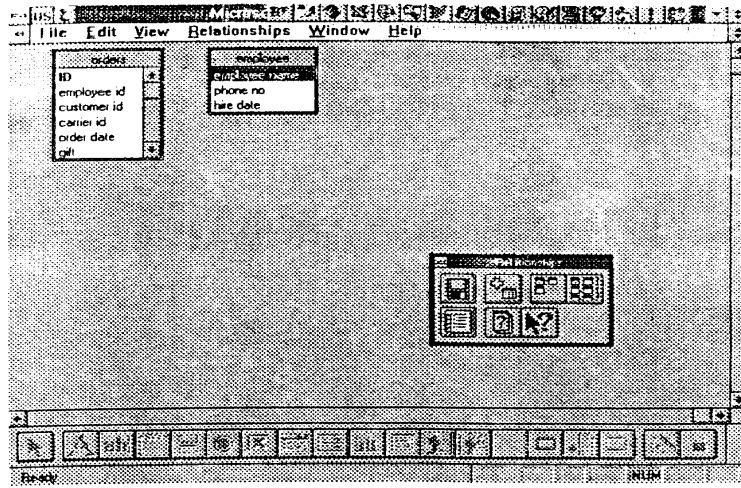 File Edit View Relationships Window Help
orders
ID
employee id
customer id
carrier id
order date
gift
employee
employee name
phone no
hire date
Relationships
Ready
NUM